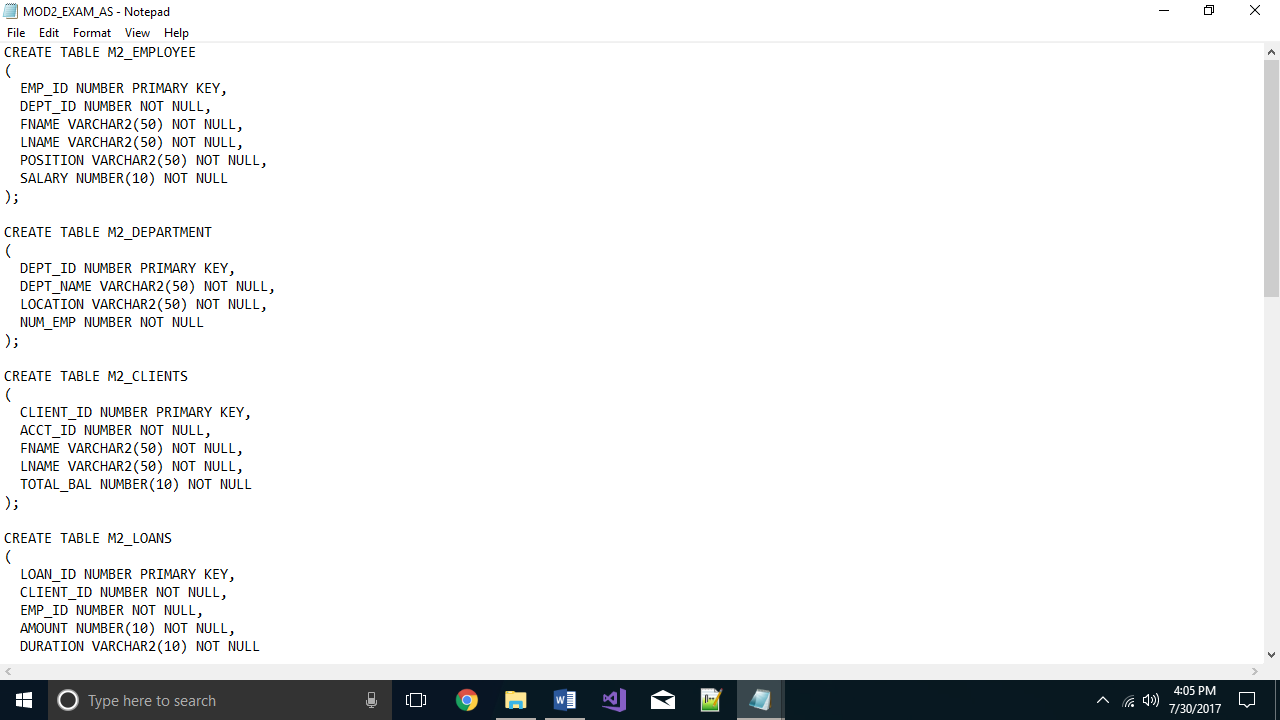 MOD2_EXAM_AS - Notepad
File Edit Format View Help
CREATE TABLE M2_EMPLOYEE
(
  EMP_ID NUMBER PRIMARY KEY,
  DEPT_ID NUMBER NOT NULL,
  FNAME VARCHAR2(50) NOT NULL,
  LNAME VARCHAR2(50) NOT NULL,
  POSITION VARCHAR2(50) NOT NULL,
  SALARY NUMBER(10) NOT NULL
);

CREATE TABLE M2_DEPARTMENT
(
  DEPT_ID NUMBER PRIMARY KEY,
  DEPT_NAME VARCHAR2(50) NOT NULL,
  LOCATION VARCHAR2(50) NOT NULL,
  NUM_EMP NUMBER NOT NULL
);

CREATE TABLE M2_CLIENTS
(
  CLIENT_ID NUMBER PRIMARY KEY,
  ACCT_ID NUMBER NOT NULL,
  FNAME VARCHAR2(50) NOT NULL,
  LNAME VARCHAR2(50) NOT NULL,
  TOTAL_BAL NUMBER(10) NOT NULL
);

CREATE TABLE M2_LOANS
(
  LOAN_ID NUMBER PRIMARY KEY,
  CLIENT_ID NUMBER NOT NULL,
  EMP_ID NUMBER NOT NULL,
  AMOUNT NUMBER(10) NOT NULL,
  DURATION VARCHAR2(10) NOT NULL
Type here to search
4:05 PM
7/30/2017